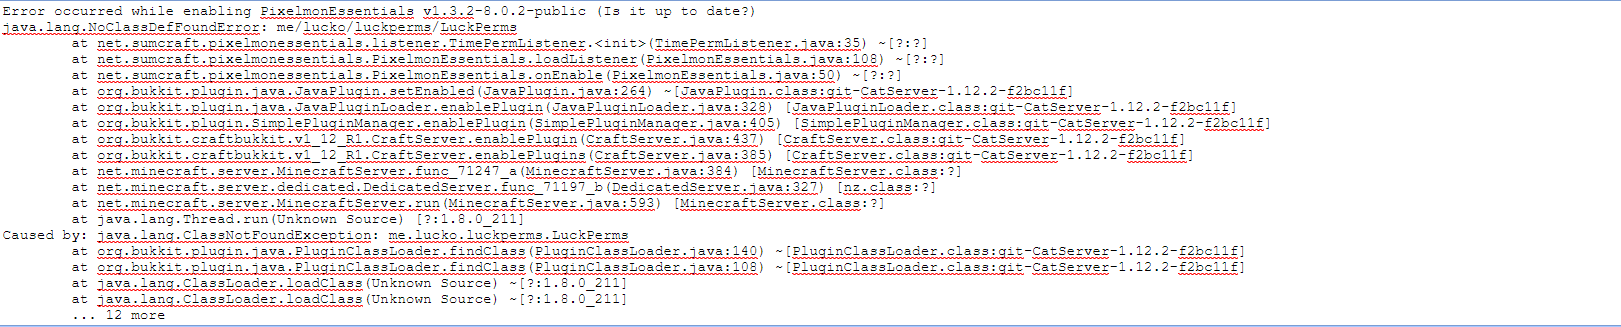 Error occurred while enabling PixelmonEssentials v1.3.2-8.0.2-public (Is it up to date?)
java.lang.NoClassDefFoundError: me/lucko/luckperms/LuckPerms
at net.sumcraft.pixelmonessentials.listener.TimePermListener.<init>(TimePermListener.java:35) ~[?:?]
at net.sumcraft.pixelmonessentials.PixelmonEssentials.loadListener(PixelmonEssentials.java:108) ~[?:?]
at net.sumcraft.pixelmonessentials.PixelmonEssentials.onEnable(PixelmonEssentials.java:50) ~[?:?]
at org.bukkit.plugin.java.JavaPlugin.setEnabled(JavaPlugin.java:264) ~[JavaPlugin.class:git-CatServer-1.12.2-f2bc11f]
at org.bukkit.plugin.java.JavaPluginLoader.enablePlugin(JavaPluginLoader.java:328) [JavaPluginLoader.class:git-CatServer-1.12.2-f2bc11f]
at org.bukkit.plugin.SimplePluginManager.enablePlugin(SimplePluginManager.java:405) [SimplePluginManager.class:git-CatServer-1.12.2-f2bc11f]
at org.bukkit.craftbukkit.v1_12_R1.CraftServer.enablePlugin(CraftServer.java:437) [CraftServer.class:git-CatServer-1.12.2-f2bc11f]
at org.bukkit.craftbukkit.v1_12_R1.CraftServer.enablePlugins(CraftServer.java:385) [CraftServer.class:git-CatServer-1.12.2-f2bc11f]
at net.minecraft.server.MinecraftServer.func_71247_a(MinecraftServer.java:384) [MinecraftServer.class:?]
at net.minecraft.server.dedicated.DedicatedServer.func_71197_b(DedicatedServer.java:327) [nz.class:?]
at net.minecraft.server.MinecraftServer.run(MinecraftServer.java:593) [MinecraftServer.class:?]
at java.lang.Thread.run(Unknown Source) [?:1.8.0_211]
Caused by: java.lang.ClassNotFoundException: me.lucko.luckperms.LuckPerms
at org.bukkit.plugin.java.PluginClassLoader.findClass(PluginClassLoader.java:140) ~[PluginClassLoader.class:git-CatServer-1.12.2-f2bc11f]
at org.bukkit.plugin.java.PluginClassLoader.findClass(PluginClassLoader.java:108) ~[PluginClassLoader.class:git-CatServer-1.12.2-f2bc11f]
at java.lang.ClassLoader.loadClass(Unknown Source) ~[?:1.8.0_211]
at java.lang.ClassLoader.loadClass(Unknown Source) ~[?:1.8.0_211]
... 12 more